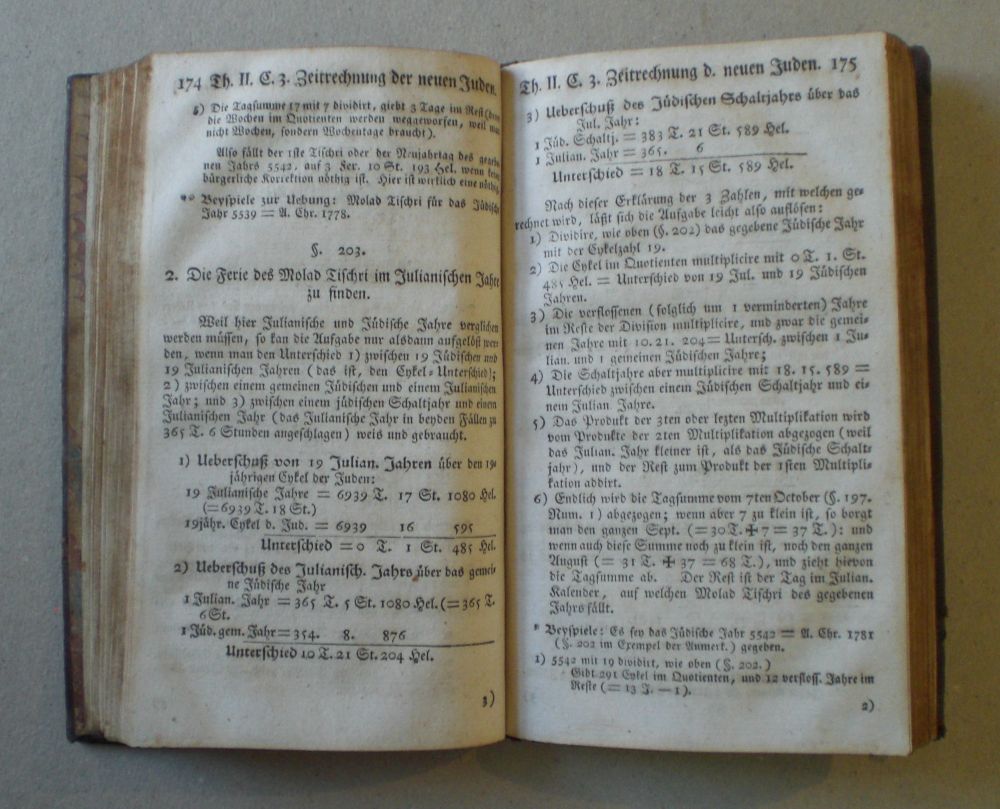 174 Th. II. C. 3. Zeitrechnung der neuen Juden.
5) Die Tagsumme 17 mit 7 dividirt, giebt 3 Tage im Rest (denn
die Wochen im Quotienten werden weggeworfen, weil man
nicht Wochen, sondern Wochentage braucht).
Also fällt der 1ste Tischri oder der Neujahrtag des gegeb
nen Jahrs 5542, auf 3 Fer. 10 St. 193 Hel. wenn keine
bürgerliche Korrektion nöthig ist. Hier ist wirklich eine nöthig.
** Beyspiele zur Uebung: Molad Tischri für das Jüdische
Jahr 5539 = A. Chr. 1778.
§. 203.
2. Die Ferie des Molad Tischri im Julianischen Jahre
zu finden.
Weil hier Julianische und Jüdische Jahre verglichen
werden müssen, so kan die Aufgabe nur alsdann aufgelöst wer
den, wenn man den Unterschied 1) zwischen 19 Jüdischen und
19 Julianischen Jahren (das ist, den Cykel-Unterschied);
2) zwischen einem gemeinen Jüdischen und einem Julianischen
Jahr; und 3) zwischen einem jüdischen Schaltjahr und einem
Julianischen Jahr (das Julianische Jahr in beyden Fällen zu
365 T. 6 Stunden angeschlagen) weis und gebraucht.
1) Ueberschuß von 19 Julian. Jahren über den 19-
jährigen Cykel der Juden:
19 Julianische Jahre = 6939 T. 17 St. 1080 Hel.
(= 6939 T. 18 St.)
19jähr. Cykel d. Jud. = 6939 16 595
Unterschied = 0 T. 1 St. 485 Hel.
2) Ueberschuß des Julianisch. Jahrs über das gemei-
ne Jüdische Jahr
1 Julian. Jahr = 365 T. 5 St. 1080 Hel. (= 365 T.
6 St.
1 Jüd. gem. Jahr = 354. 8. 876
Unterschied 10 T. 21 St. 204 Hel.
3)
Th. II. C. 3. Zeitrechnung d. neuen Juden. 175
3) Ueberschuß des Jüdischen Schaltjahrs über das
Jul. Jahr:
1 Jüd. Schaltj. = 383 T. 21 St. 589 Hel.
1 Julian. Jahr = 365. 6
Unterschied = 18 T. 15 St. 589 Hel.
Nach dieser Erklärung der 3 Zahlen, mit welchen ge-
rechnet wird, läßt sich die Aufgabe leicht also auflösen:
1) Dividire, wie oben (§. 202) das gegebene Jüdische Jahr
mit der Cykelzahl 19.
2) Die Cykel im Quotienten multiplicire mit 0 T. 1. St.
485 Hel. = Unterschied von 19 Jul. und 19 Jüdischen
Jahren.
3) Die verflossenen (folglich um 1 verminderten) Jahre
im Reste der Division multiplicire, und zwar die gemei-
nen Jahre mit 10. 21. 204 = Untersch. zwischen 1 Ju-
lian. und 1 gemeinen Jüdischen Jahre;
4) Die Schaltjahre aber multiplicire mit 18. 15. 589 =
Unterschied zwischen einem Jüdischen Schaltjahr und ei-
nem Julian. Jahre.
5) Das Produkt der 3ten oder lezten Multiplikation wird
vom Produkte der 2ten Multiplikation abgezogen (weil
das Julian. Jahr kleiner ist, als das Jüdische Schalt-
jahr), und der Rest zum Produkt der 1sten Multipli-
kation addirt.
6) Endlich wird die Tagsumme vom 7ten October (§. 197.
Num. 1) abgezogen; wenn aber 7 zu klein ist, so borgt
man den ganzen Sept. (= 30 T. + 7 = 37 T.): und
wenn auch diese Summe noch zu klein ist, noch den ganzen
August (= 31 T. + 37 = 68 T.), und zieht hievon
die Tagsumme ab. Der Rest ist der Tag im Julian.
Kalender, auf welchen Molad Tischri des gegebenen
Jahrs fällt.
* Beyspiele: Es sey das Jüdische Jahr 5542 = A. Chr. 1781
(§. 202 im Exempel der Anmerk.) gegeben.
1) 5542 mit 19 dividirt, wie oben (§. 202.)
Gibt 291 Cykel im Quotienten, und 12 verfloss. Jahre im
Reste (= 13 J. — 1).
2)